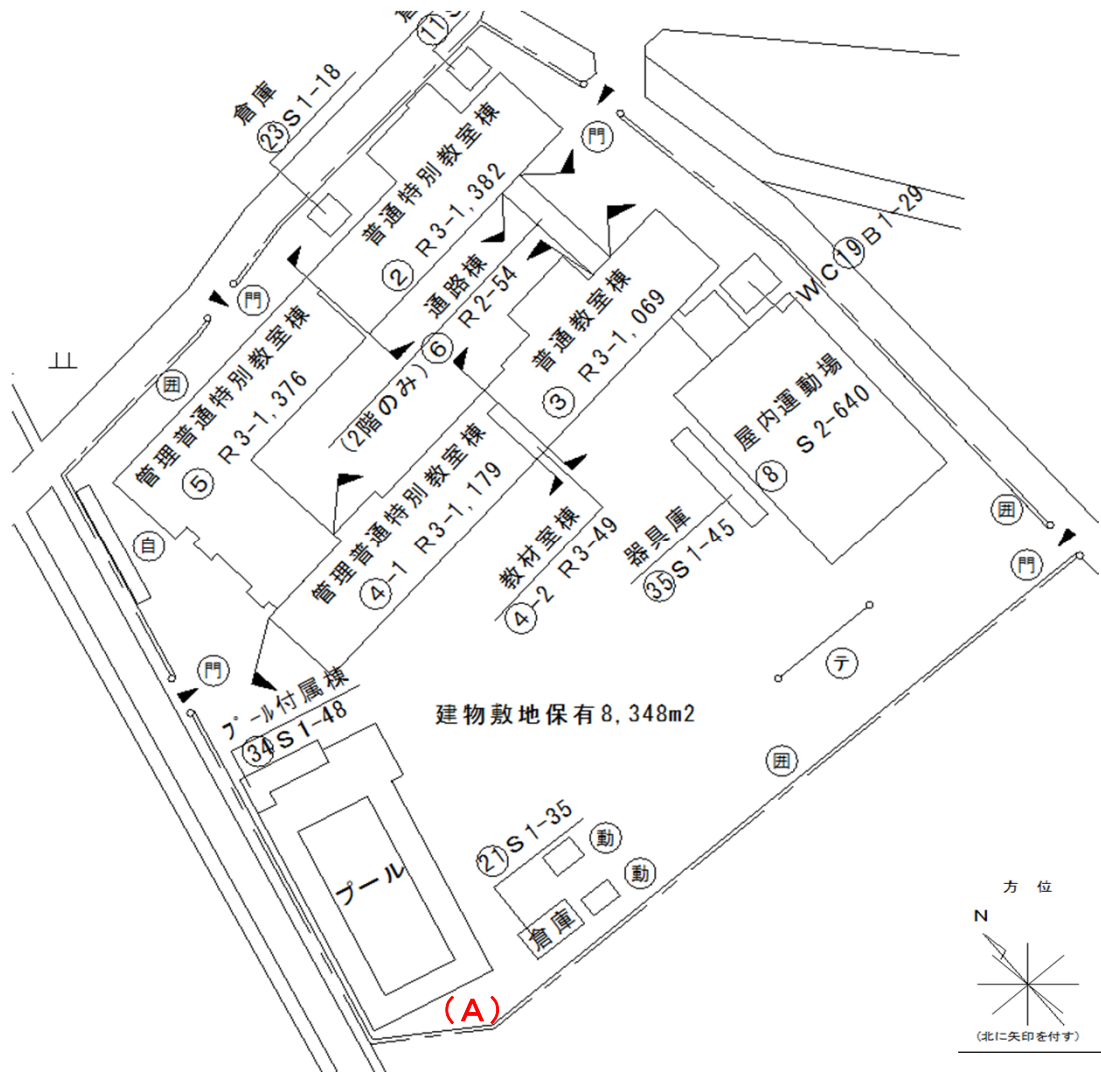 ⑪
倉庫
㉓S1-18
門
普通特別教室棟
② R3-1,382
WC⑲B1-29
通路棟
⑥ R2-54
(2階のみ)
普通教室棟
③ R3-1,069
門
囲
管理普通特別教室棟
⑤ R3-1,376
屋内運動場
⑧ S2-640
管理普通特別教室棟
④-1 R3-1,179
教材室棟
④-2 R3-49
器具庫
㉟S1-45
自
囲
門
門
テ
プール付属棟
㉞S1-48
建物敷地保有8,348m2
囲
㉑S1-35
動
動
倉庫
プール
(A)
方位
N
(北に矢印を付す)